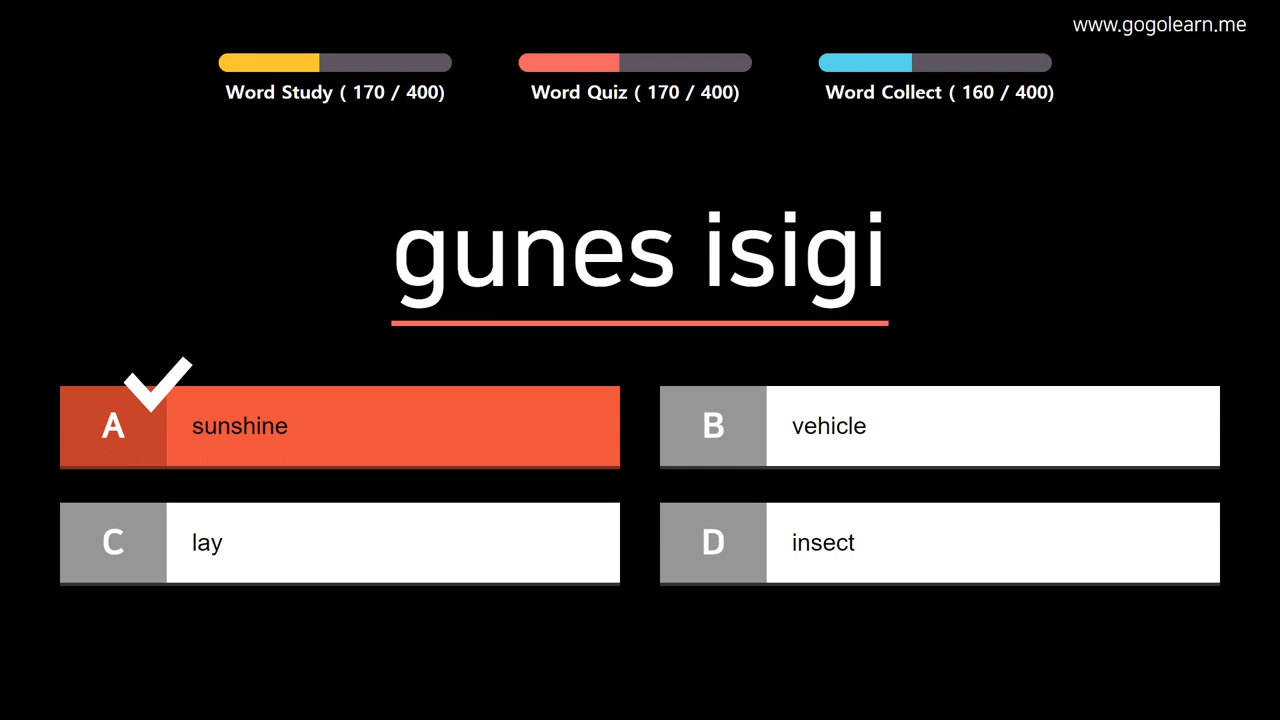 www.gogolearn.me
Word Study ( 170 / 400)
Word Quiz ( 170 / 400)
Word Collect ( 160 / 400)
gunes isigi
A sunshine
B vehicle
C lay
D insect